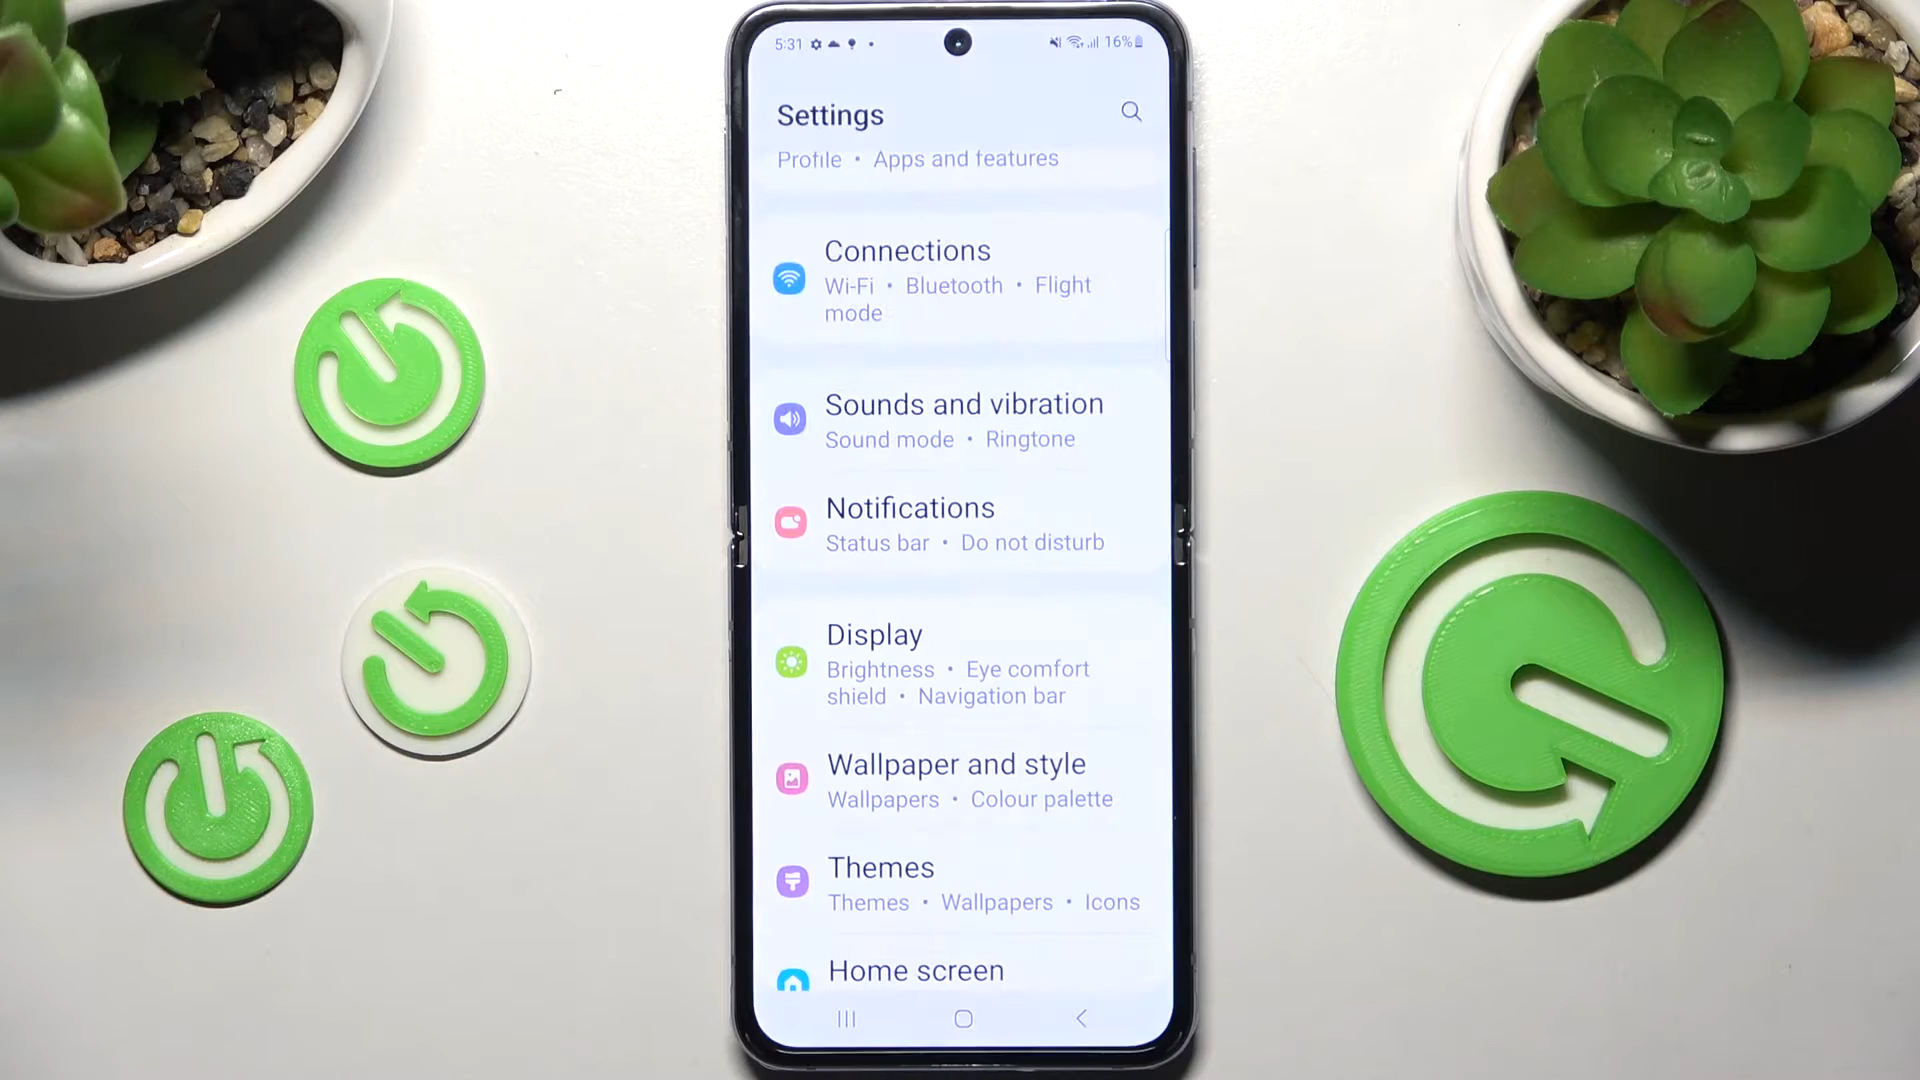 5:31
16%
Settings
Profile • Apps and features
Connections
Wi-Fi • Bluetooth • Flight
mode
Sounds and vibration
Sound mode • Ringtone
Notifications
Status bar • Do not disturb
Display
Brightness • Eye comfort
shield • Navigation bar
Wallpaper and style
Wallpapers • Colour palette
Themes
Themes • Wallpapers • Icons
Home screen